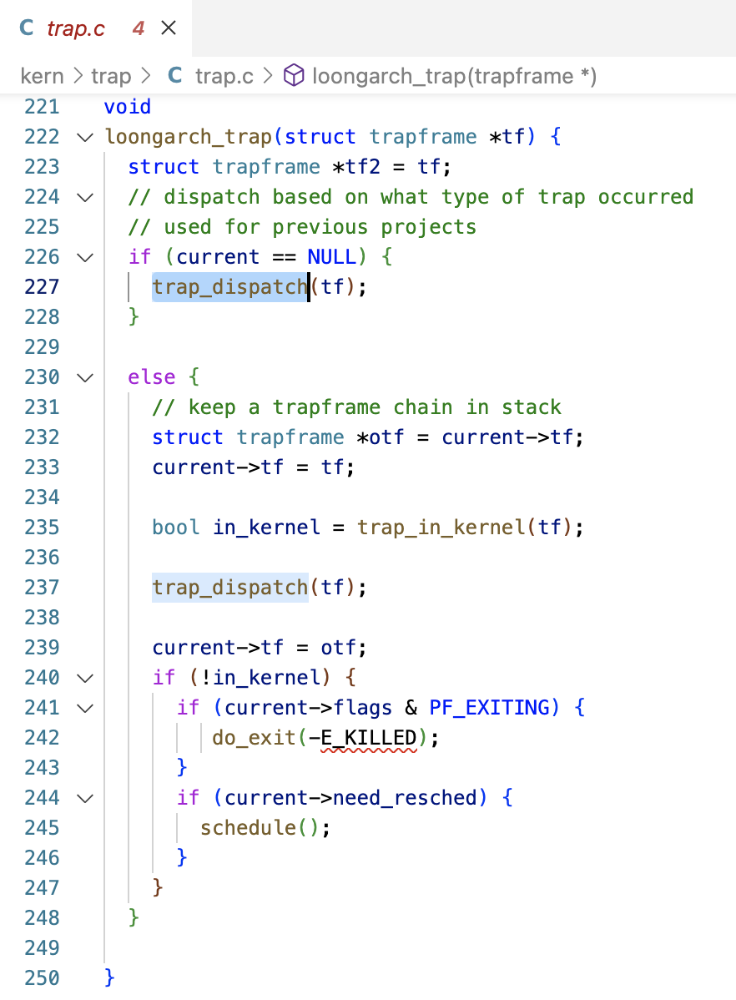 C trap.c 4 ×
kern > trap > C trap.c > loongarch_trap(trapframe *)
221 void
222 loongarch_trap(struct trapframe *tf) {
223 struct trapframe *tf2 = tf;
224 // dispatch based on what type of trap occurred
225 // used for previous projects
226 if (current == NULL) {
227 trap_dispatch(tf);
228 }
229
230 else {
231 // keep a trapframe chain in stack
232 struct trapframe *otf = current->tf;
233 current->tf = tf;
234
235 bool in_kernel = trap_in_kernel(tf);
236
237 trap_dispatch(tf);
238
239 current->tf = otf;
240 if (!in_kernel) {
241 if (current->flags & PF_EXITING) {
242 do_exit(-E_KILLED);
243 }
244 if (current->need_resched) {
245 schedule();
246 }
247 }
248 }
249
250 }